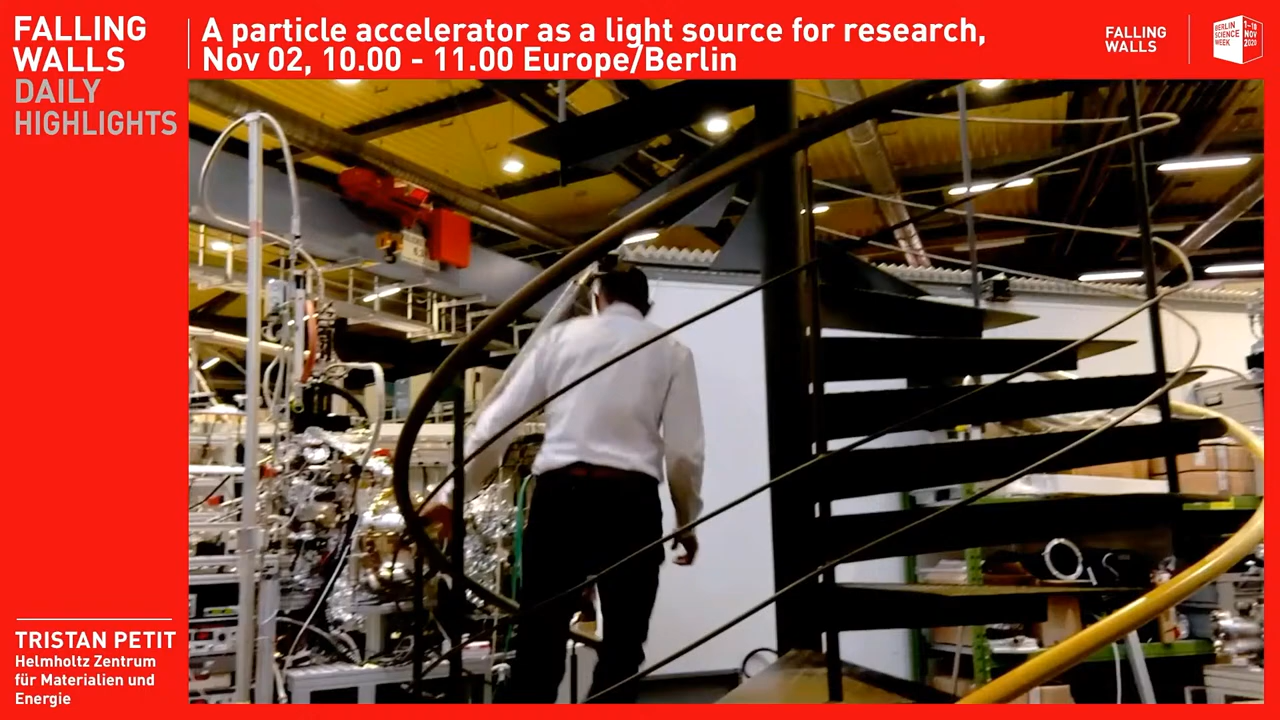 FALLING
WALLS
DAILY
HIGHLIGHTS
A particle accelerator as a light source for research,
Nov 02, 10.00 - 11.00 Europe/Berlin
FALLING
WALLS
BERLIN
SCIENCE
WEEK
1–10
NOV
2020
TRISTAN PETIT
Helmholtz Zentrum
für Materialien und
Energie